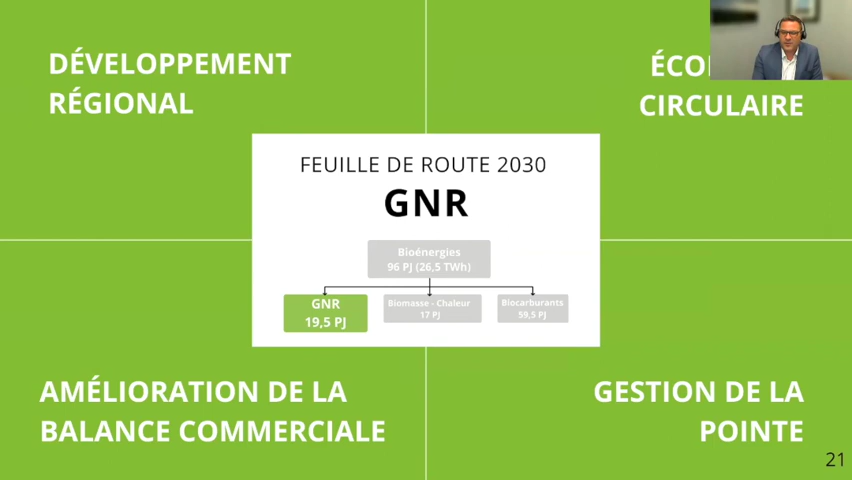 DÉVELOPPEMENT
RÉGIONAL
CIRCULAIRE
FEUILLE DE ROUTE 2030
GNR
Bioénergies
96 PJ (26,5 TWh)
GNR
19,5 PJ
Biomasse - Chaleur
17 PJ
Biocarburants
59,5 PJ
AMÉLIORATION DE LA
BALANCE COMMERCIALE
GESTION DE LA
POINTE
21